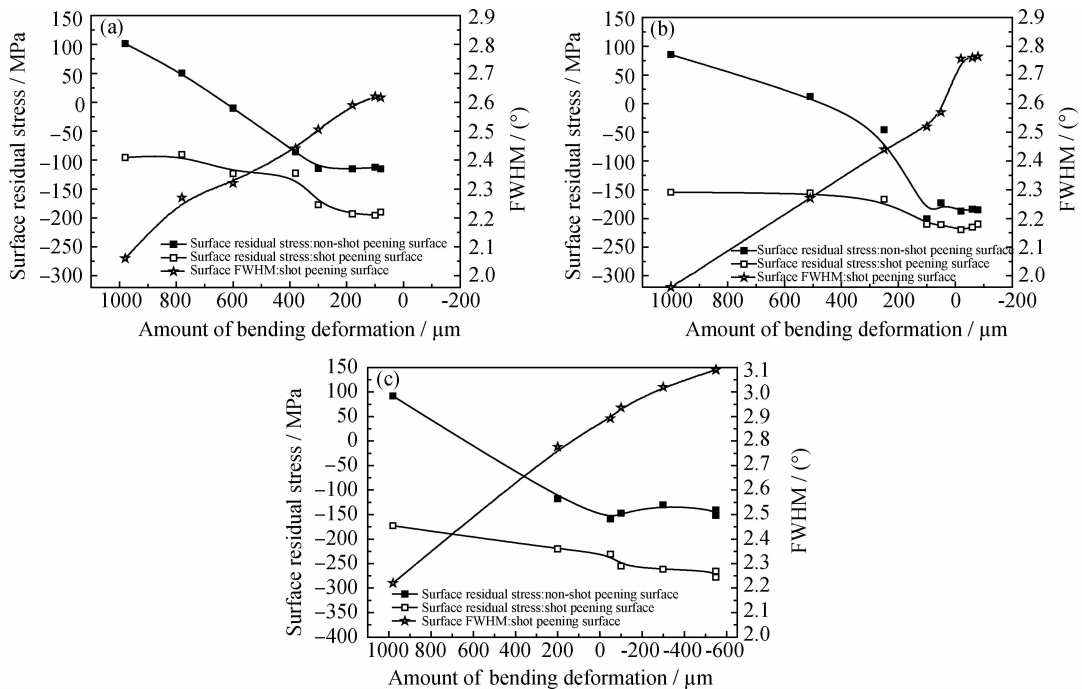 (a)
150
100
50
0
−50
−100
−150
−200
−250
−300
Surface residual stress / MPa
2.9
2.8
2.7
2.6
2.5
2.4
2.3
2.2
2.1
2.0
FWHM / (°)
Surface residual stress:non-shot peening surface
Surface residual stress:shot peening surface
Surface FWHM:shot peening surface
1000 800 600 400 200 0 -200
Amount of bending deformation / μm
(b)
150
100
50
0
−50
−100
−150
−200
−250
−300
Surface residual stress / MPa
2.9
2.8
2.7
2.6
2.5
2.4
2.3
2.2
2.1
2.0
FWHM / (°)
Surface residual stress:non-shot peening surface
Surface residual stress:shot peening surface
Surface FWHM:shot peening surface
1000 800 600 400 200 0 -200
Amount of bending deformation / μm
(c)
150
100
50
0
−50
−100
−150
−200
−250
−300
−350
−400
Surface residual stress / MPa
3.1
3.0
2.9
2.8
2.7
2.6
2.5
2.4
2.3
2.2
2.1
2.0
FWHM / (°)
Surface residual stress:non-shot peening surface
Surface residual stress:shot peening surface
Surface FWHM:shot peening surface
1000 800 600 400 200 0 -200 -400 -600
Amount of bending deformation / μm